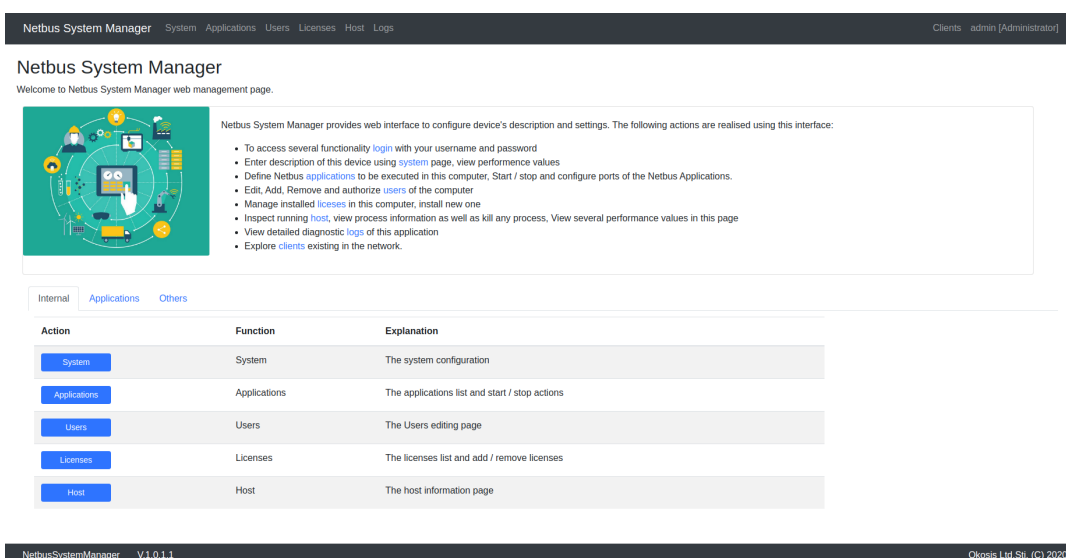 Netbus System Manager System Applications Users Licenses Host Logs Clients admin [Administrator]
Netbus System Manager
Welcome to Netbus System Manager web management page.
Netbus System Manager provides web interface to configure device's description and settings. The following actions are realised using this interface:
To access several functionality login with your username and password
Enter description of this device using system page, view performence values
Define Netbus applications to be executed in this computer, Start / stop and configure ports of the Netbus Applications.
Edit, Add, Remove and authorize users of the computer
Manage installed liceses in this computer, install new one
Inspect running host, view process information as well as kill any process, View several performance values in this page
View detailed diagnostic logs of this application
Explore clients existing in the network.
Internal Applications Others
Action Function Explanation
System System The system configuration
Applications Applications The applications list and start / stop actions
Users Users The Users editing page
Licenses Licenses The licenses list and add / remove licenses
Host Host The host information page
NetbusSystemManager V.1.0.1.1 Okosis Ltd.Sti. (C) 2020